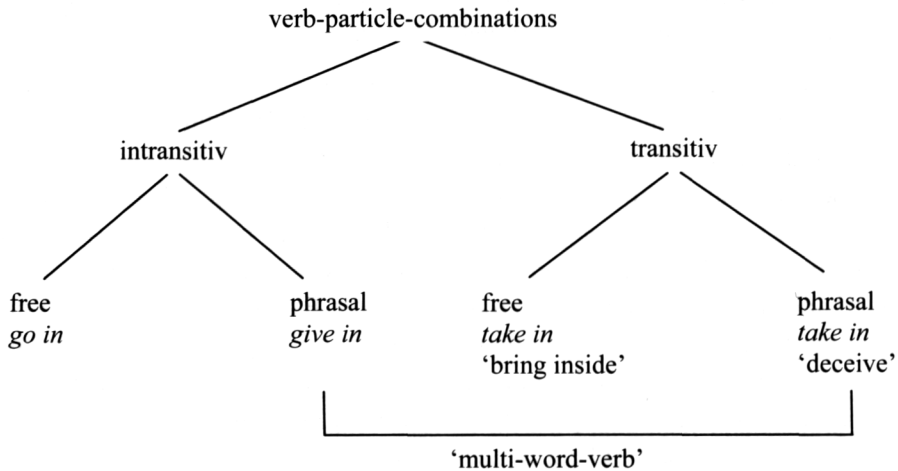 verb-particle-combinations
intransitiv
transitiv
free
go in
phrasal
give in
free
take in
‘bring inside’
phrasal
take in
‘deceive’
‘multi-word-verb’